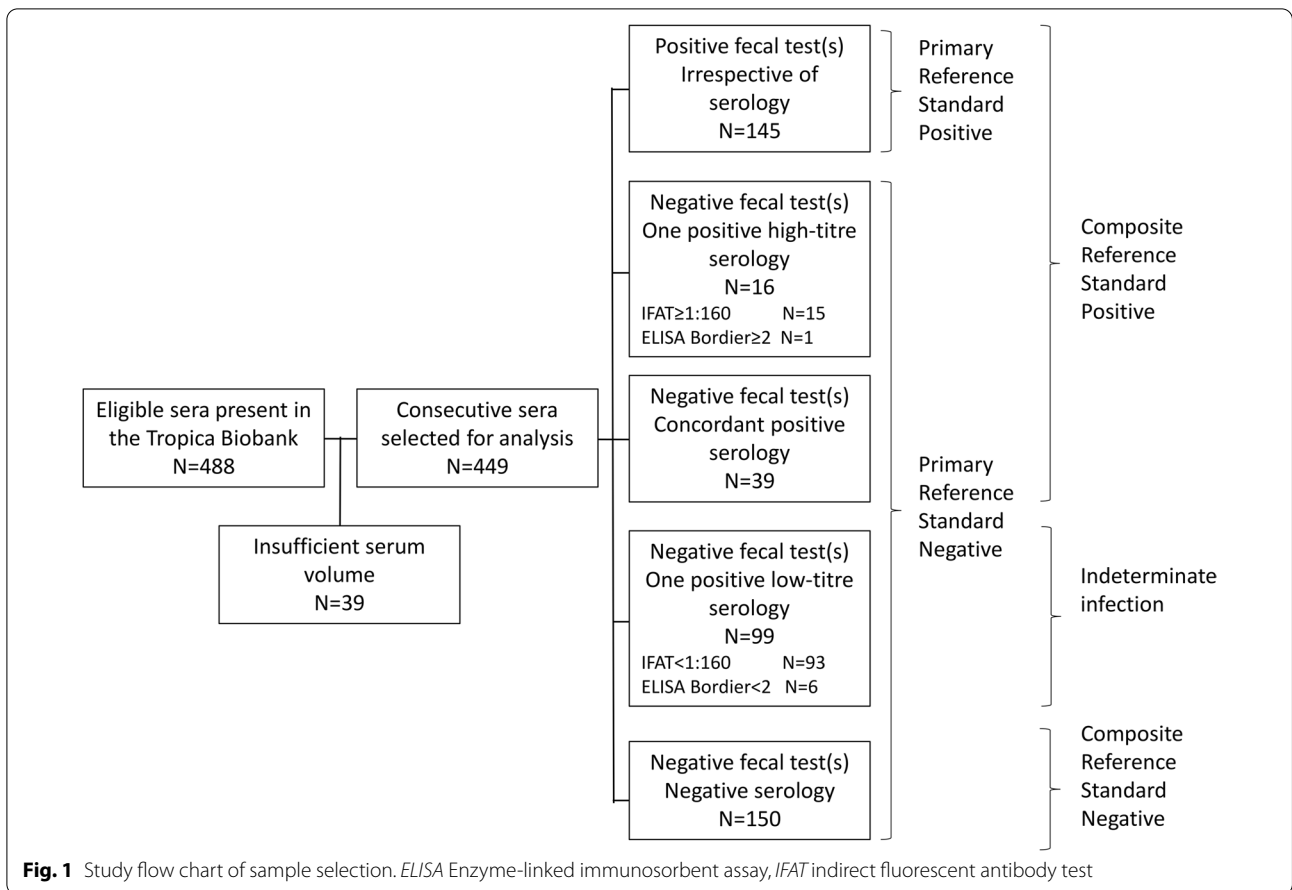 Positive fecal test(s)
Irrespective of
serology
N=145
Primary
Reference
Standard
Positive
Negative fecal test(s)
One positive high-titre
serology
N=16
IFAT≥1:160 N=15
ELISA Bordier≥2 N=1
Composite
Reference
Standard
Positive
Eligible sera present in
the Tropica Biobank
N=488
Consecutive sera
selected for analysis
N=449
Insufficient serum
volume
N=39
Negative fecal test(s)
Concordant positive
serology
N=39
Primary
Reference
Standard
Negative
Negative fecal test(s)
One positive low-titre
serology
N=99
IFAT<1:160 N=93
ELISA Bordier<2 N=6
Indeterminate
infection
Negative fecal test(s)
Negative serology
N=150
Composite
Reference
Standard
Negative
Fig. 1 Study flow chart of sample selection. ELISA Enzyme-linked immunosorbent assay, IFAT indirect fluorescent antibody test